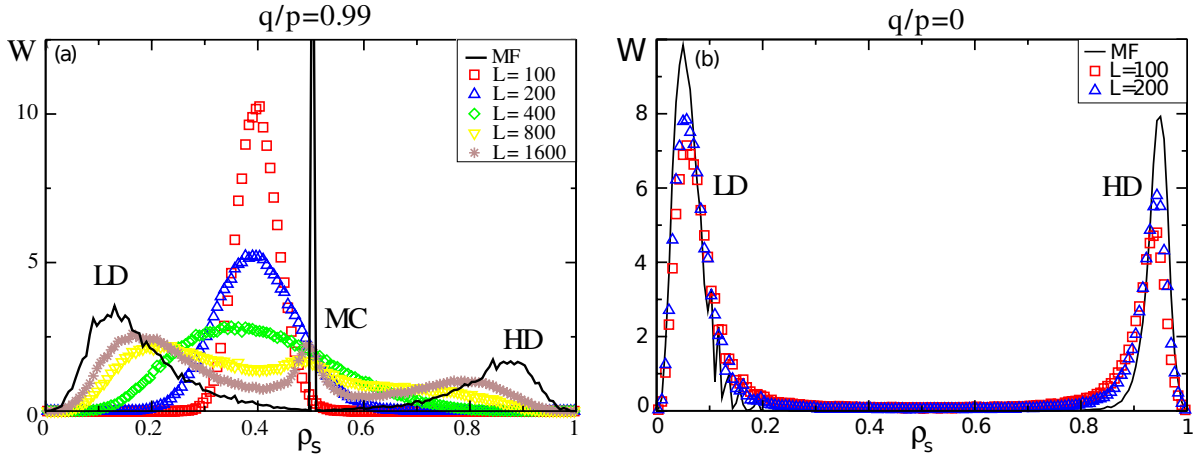 q/p=0.99
W
(a)
MF
L= 100
L= 200
L= 400
L= 800
L= 1600
LD
MC
HD
10
5
0
0
0.2
0.4
0.6
0.8
1
ρs
q/p=0
W
(b)
MF
L=100
L=200
LD
HD
8
6
4
2
0
0
0.2
0.4
0.6
0.8
1
ρs